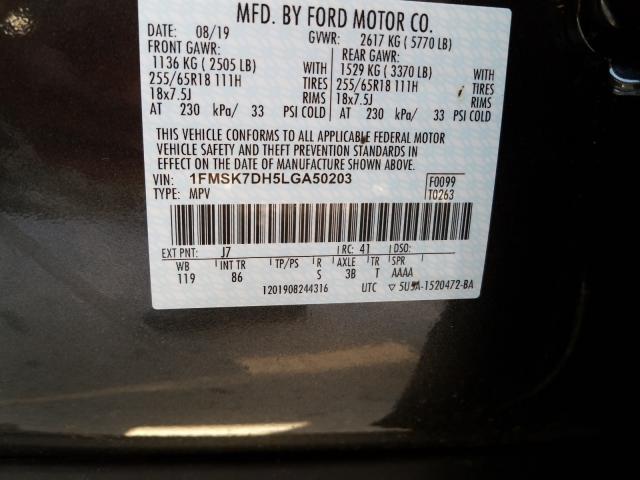 MFD. BY FORD MOTOR CO.
DATE: 08/19 GVWR: 2617 KG ( 5770 LB)
FRONT GAWR: REAR GAWR:
1136 KG ( 2505 LB) WITH 1529 KG ( 3370 LB) WITH
255/65R18 111H TIRES 255/65R18 111H TIRES
18x7.5J RIMS 18x7.5J RIMS
AT 230 kPa/ 33 PSI COLD AT 230 kPa/ 33 PSI COLD
THIS VEHICLE CONFORMS TO ALL APPLICABLE FEDERAL MOTOR
VEHICLE SAFETY AND THEFT PREVENTION STANDARDS IN
EFFECT ON THE DATE OF MANUFACTURE SHOWN ABOVE.
VIN: 1FMSK7DH5LGA50203 F0099
TYPE: MPV T0263
EXT PNT: J7 RC: 41 DSO:
WB INT TR TP/PS R AXLE TR SPR
119 86 S 3B T AAAA
1201908244316 UTC ▽ 5U5A-1520472-BA